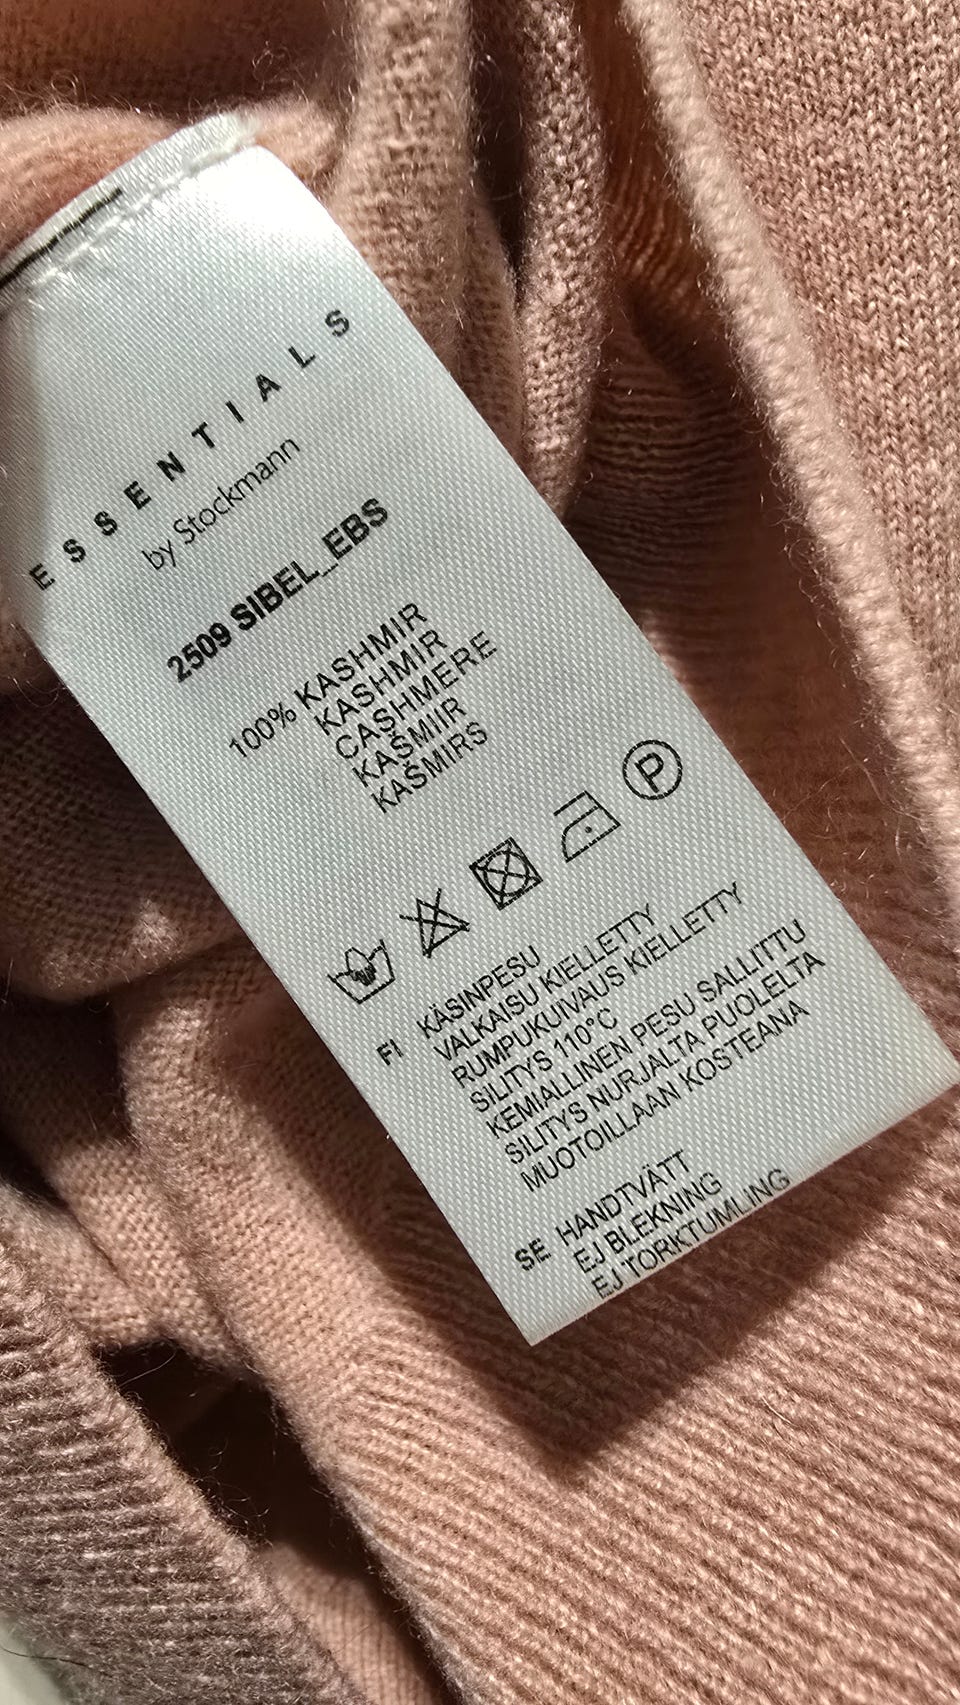 ESSENTIALS
by Stockmann
2509 SIBEL_EBS
100% KASHMIR
KASHMIR
CASHMERE
KAŠMIIR
KAŠMIRS
P
FI KÄSINPESU
VALKAISU KIELLETTY
RUMPUKUIVAUS KIELLETTY
SILITYS 110°C
KEMIALLINEN PESU SALLITTU
SILITYS NURJALTA PUOLELTA
MUOTOILLAAN KOSTEANA
SE HANDTVÄTT
EJ BLEKNING
EJ TORKTUMLING